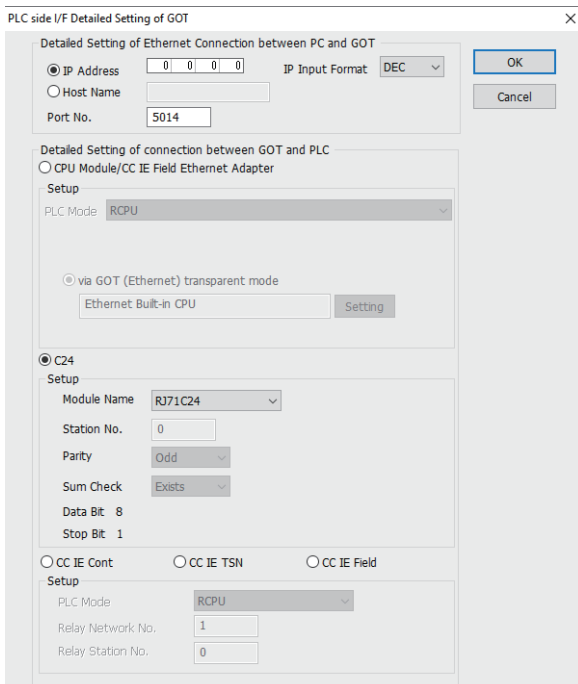 PLC side I/F Detailed Setting of GOT
Detailed Setting of Ethernet Connection between PC and GOT
IP Address 0 0 0 0 IP Input Format DEC
Host Name
Port No. 5014
OK
Cancel
Detailed Setting of connection between GOT and PLC
CPU Module/CC IE Field Ethernet Adapter
Setup
PLC Mode RCPU
via GOT (Ethernet) transparent mode
Ethernet Built-in CPU Setting
C24
Setup
Module Name RJ71C24
Station No. 0
Parity Odd
Sum Check Exists
Data Bit 8
Stop Bit 1
CC IE Cont CC IE TSN CC IE Field
Setup
PLC Mode RCPU
Relay Network No. 1
Relay Station No. 0